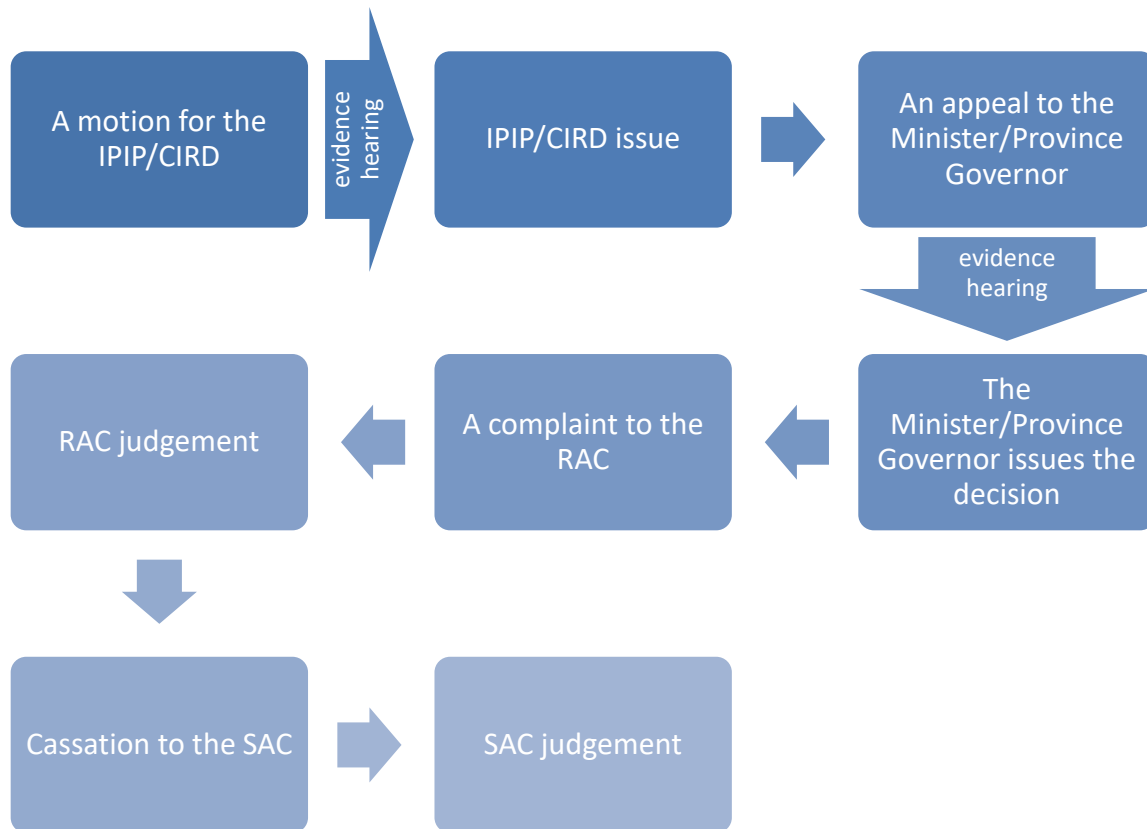 A motion for the
IPIP/CIRD
evidence
hearing
IPIP/CIRD issue
An appeal to the
Minister/Province
Governor
evidence
hearing
The
Minister/Province
Governor issues the
decision
A complaint to the
RAC
RAC judgement
Cassation to the SAC
SAC judgement